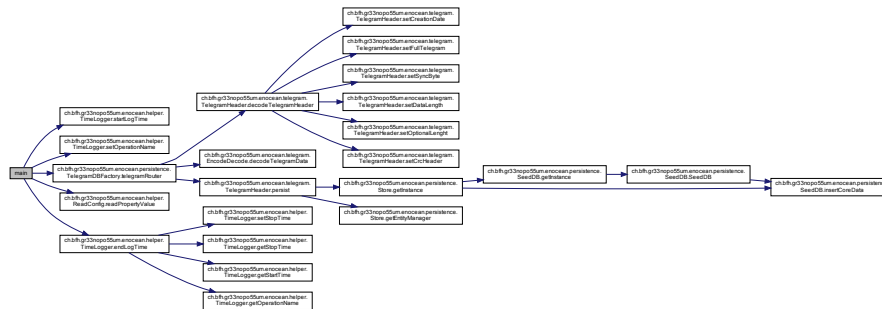 ch.bfh.gr33nopo55um.enocean.telegram.
TelegramHeader.setCreationDate
ch.bfh.gr33nopo55um.enocean.telegram.
TelegramHeader.setFullTelegram
ch.bfh.gr33nopo55um.enocean.telegram.
TelegramHeader.setSyncByte
ch.bfh.gr33nopo55um.enocean.telegram.
TelegramHeader.decodeTelegramHeader
ch.bfh.gr33nopo55um.enocean.telegram.
TelegramHeader.setDataLength
ch.bfh.gr33nopo55um.enocean.helper.
TimeLogger.startLogTime
ch.bfh.gr33nopo55um.enocean.telegram.
TelegramHeader.setOptionalLenght
ch.bfh.gr33nopo55um.enocean.helper.
TimeLogger.setOperationName
ch.bfh.gr33nopo55um.enocean.telegram.
EncodeDecode.decodeTelegramData
ch.bfh.gr33nopo55um.enocean.telegram.
TelegramHeader.setCrcHeader
main
ch.bfh.gr33nopo55um.enocean.persistence.
TelegramDBFactory.telegramRouter
ch.bfh.gr33nopo55um.enocean.persistence.
SeedDB.getInstance
ch.bfh.gr33nopo55um.enocean.persistence.
SeedDB.SeedDB
ch.bfh.gr33nopo55um.enocean.telegram.
TelegramHeader.persist
ch.bfh.gr33nopo55um.enocean.persistence.
Store.getInstance
ch.bfh.gr33nopo55um.enocean.persistence.
SeedDB.insertCoreData
ch.bfh.gr33nopo55um.enocean.helper.
ReadConfig.readPropertyValue
ch.bfh.gr33nopo55um.enocean.helper.
TimeLogger.setStopTime
ch.bfh.gr33nopo55um.enocean.persistence.
Store.getEntityManager
ch.bfh.gr33nopo55um.enocean.helper.
TimeLogger.endLogTime
ch.bfh.gr33nopo55um.enocean.helper.
TimeLogger.getStopTime
ch.bfh.gr33nopo55um.enocean.helper.
TimeLogger.getStartTime
ch.bfh.gr33nopo55um.enocean.helper.
TimeLogger.getOperationName